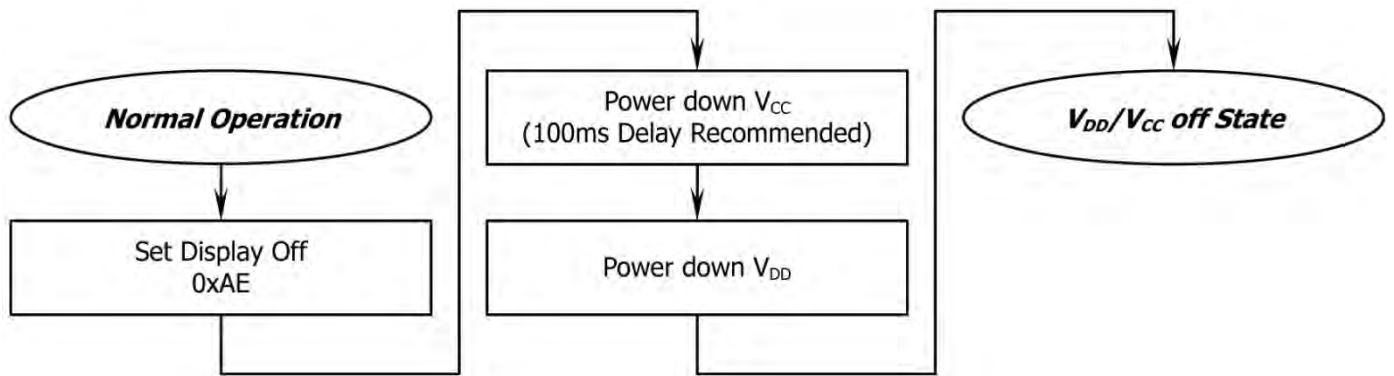 Normal Operation
Set Display Off
0xAE
Power down VCC
(100ms Delay Recommended)
Power down VDD
VDD/VCC off State